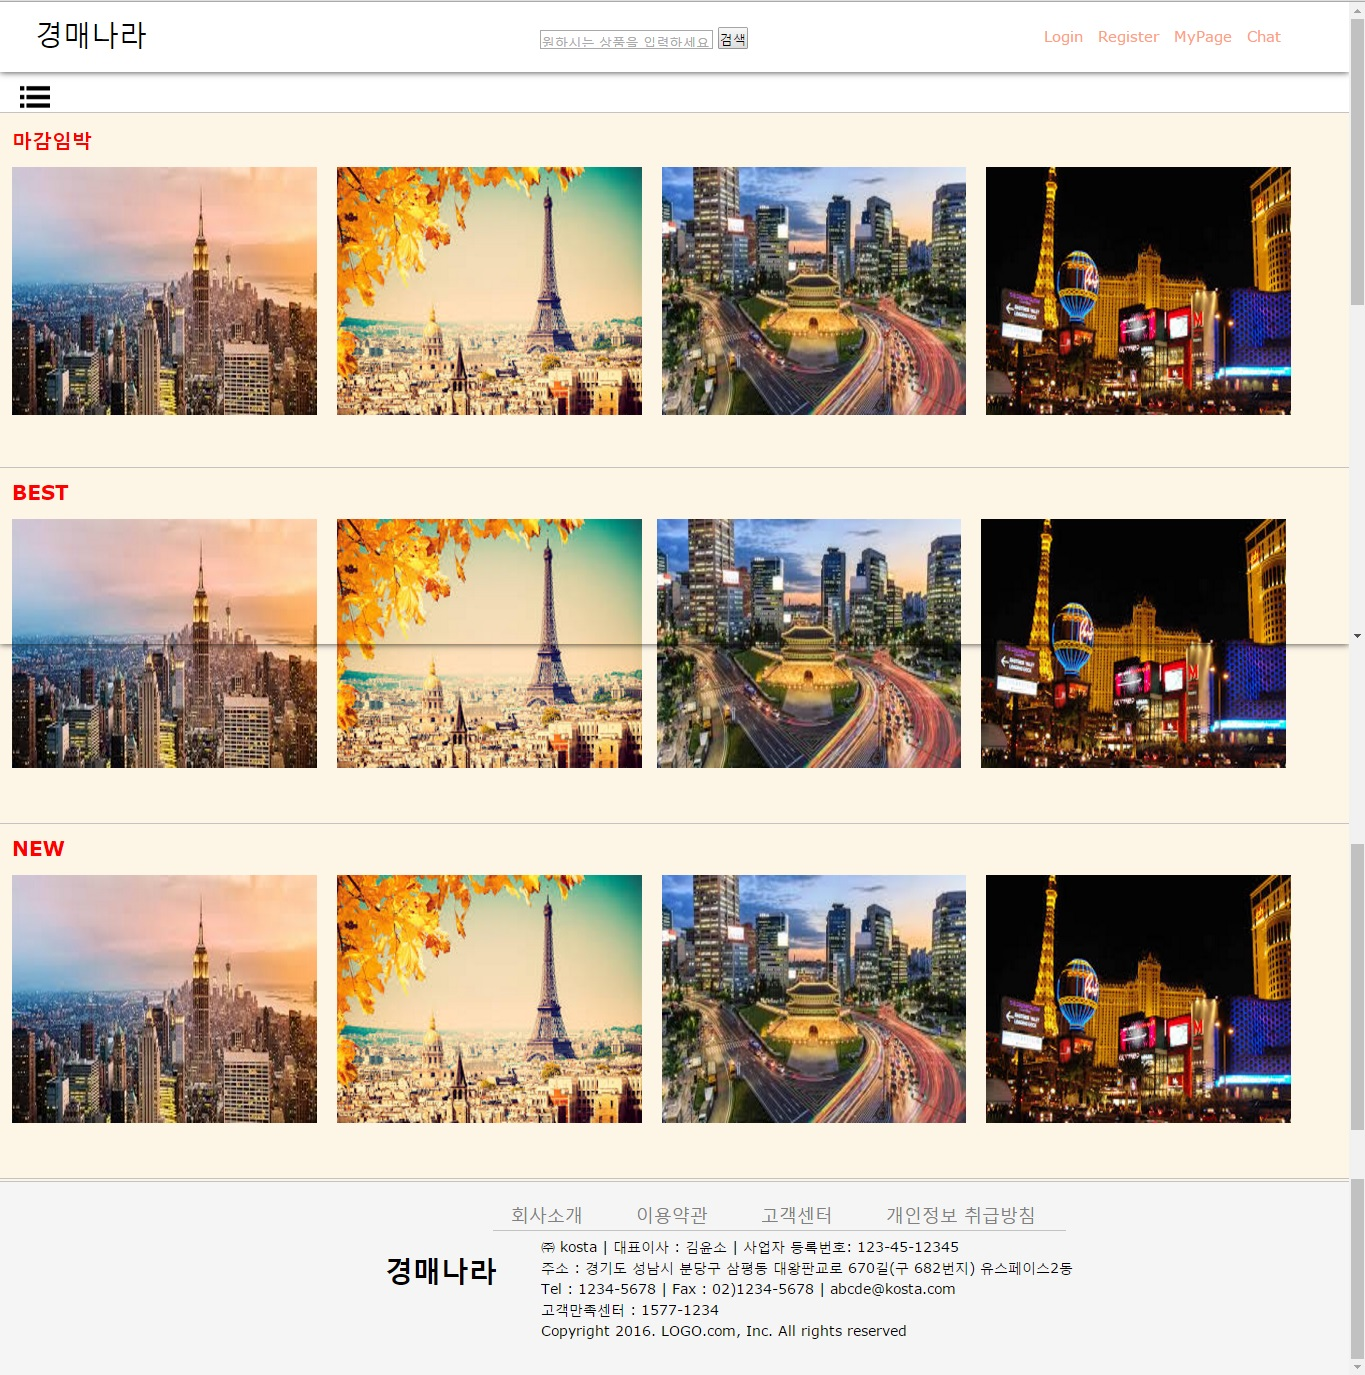 경매나라
원하시는 상품을 입력하세요 검색
Login Register MyPage Chat
마감임박
BEST
NEW
회사소개 이용약관 고객센터 개인정보 취급방침
경매나라
㈜ kosta | 대표이사 : 김윤소 | 사업자 등록번호: 123-45-12345
주소 : 경기도 성남시 분당구 삼평동 대왕판교로 670길(구 682번지) 유스페이스2동
Tel : 1234-5678 | Fax : 02)1234-5678 | abcde@kosta.com
고객만족센터 : 1577-1234
Copyright 2016. LOGO.com, Inc. All rights reserved